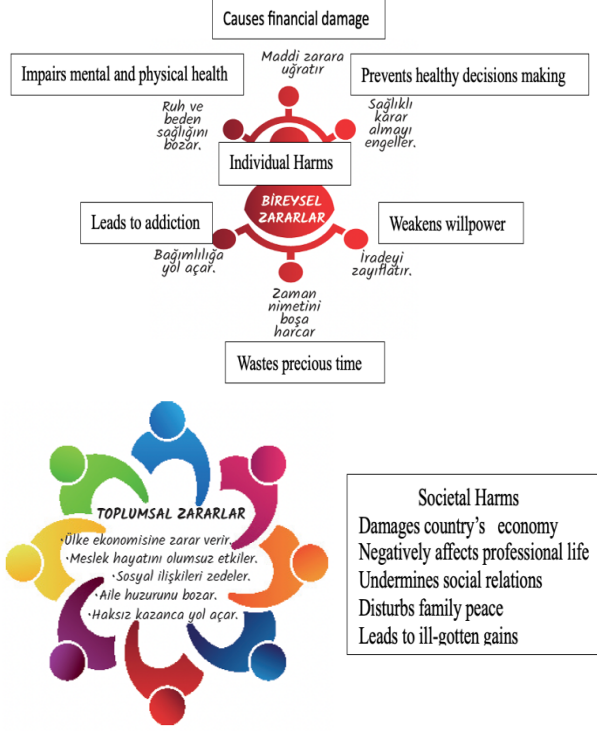 Causes financial damage
Maddi zarara
uğratır
Impairs mental and physical health
Prevents healthy decisions making
Ruh ve
beden
sağlığını
bozar.
Sağlıklı
karar
almayı
engeller.
Individual Harms
BİREYSEL
ZARARLAR
Leads to addiction
Weakens willpower
Bağımlılığa
yol açar.
İradeyi
zayıflatır.
Zaman
nimetini
boşa
harcar
Wastes precious time
TOPLUMSAL ZARARLAR
•Ülke ekonomisine zarar verir.
•Meslek hayatını olumsuz etkiler.
•Sosyal ilişkileri zedeler.
•Aile huzurunu bozar.
•Haksız kazanca yol açar.
Societal Harms
Damages country's economy
Negatively affects professional life
Undermines social relations
Disturbs family peace
Leads to ill-gotten gains